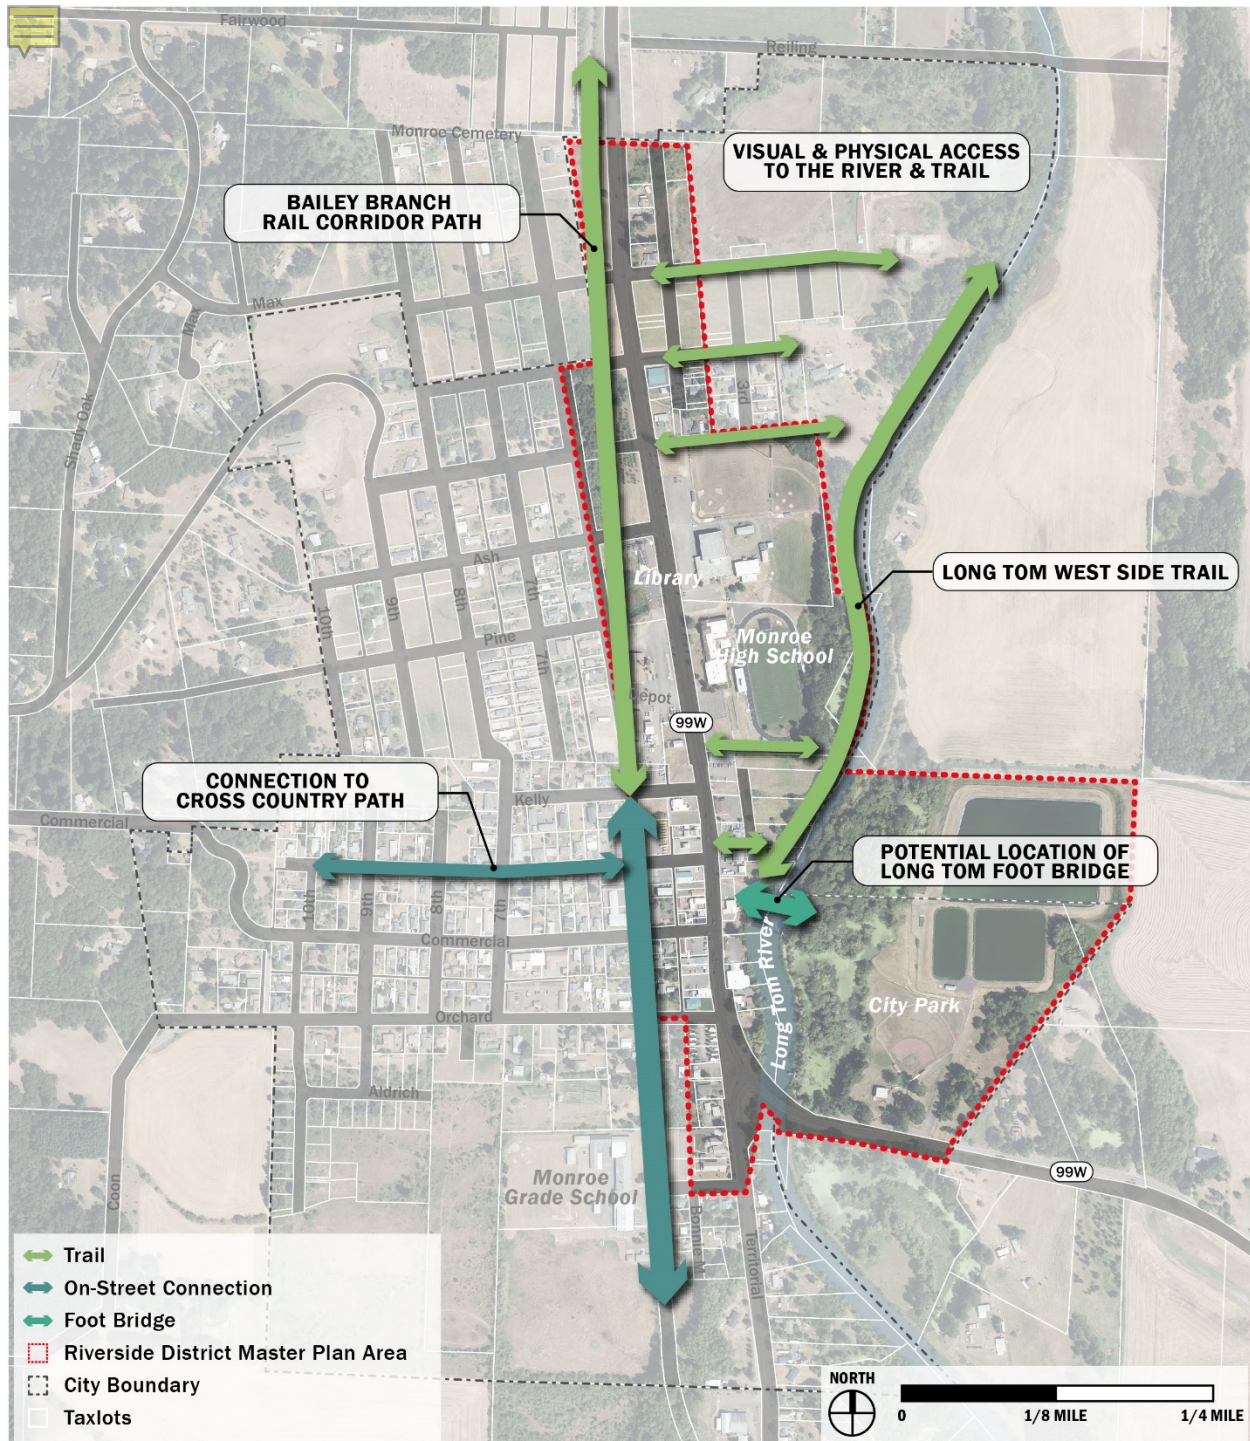 Fairwood
Reiling
Monroe Cemetery
VISUAL & PHYSICAL ACCESS
TO THE RIVER & TRAIL
BAILEY BRANCH
RAIL CORRIDOR PATH
Max
Max
Shady Oak
3rd
Ash
Library
LONG TOM WEST SIDE TRAIL
10th
9th
8th
7th
Pine
7th
Monroe
High School
Depot
99W
CONNECTION TO
CROSS COUNTRY PATH
Kelly
Commercial
POTENTIAL LOCATION OF
LONG TOM FOOT BRIDGE
10th
9th
8th
7th
Commercial
Long Tom River
City Park
Orchard
Aldrich
Coon
Monroe
Grade School
99W
Territorial
Trail
On-Street Connection
Foot Bridge
Riverside District Master Plan Area
City Boundary
Taxlots
NORTH
0
1/8 MILE
1/4 MILE